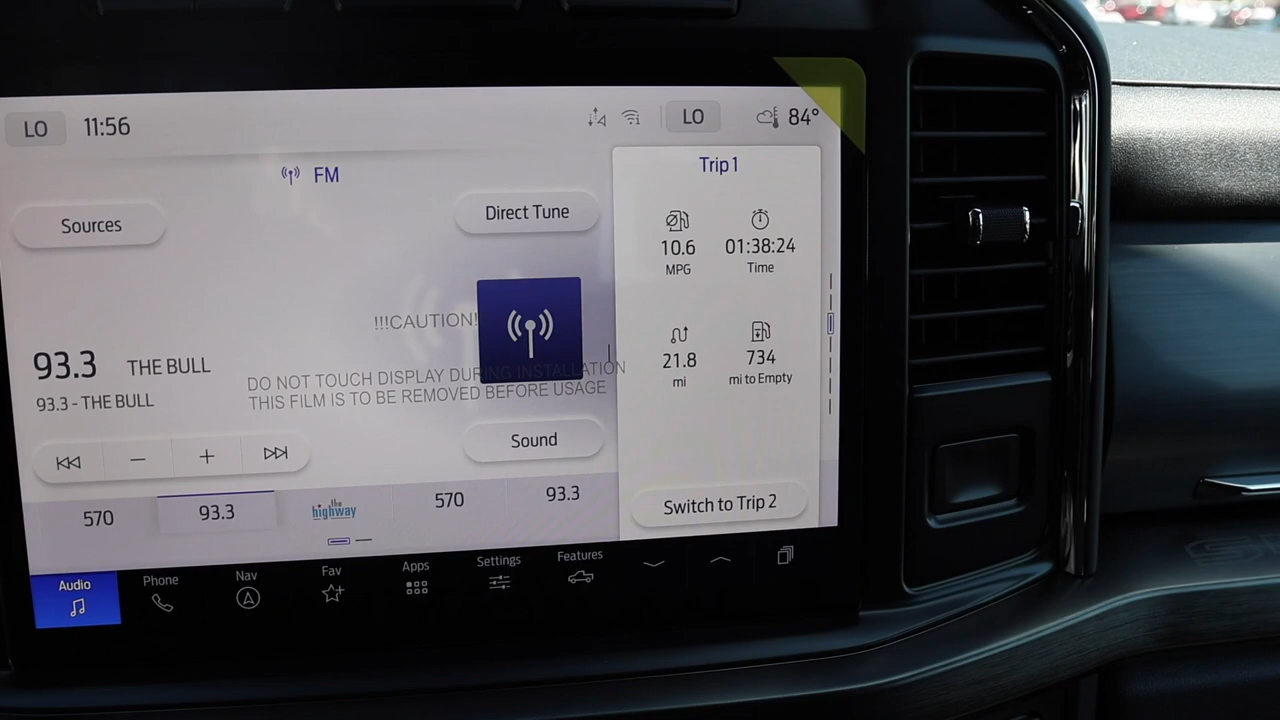 LO 11:56 LO 84°
FM
Sources
Direct Tune
!!!CAUTION!
93.3 THE BULL
93.3 - THE BULL
DO NOT TOUCH DISPLAY DURING INSTALLATION
THIS FILM IS TO BE REMOVED BEFORE USAGE
Sound
570 93.3 the highway 570 93.3
Trip 1
10.6 01:38:24
MPG Time
21.8 734
mi mi to Empty
Switch to Trip 2
Audio Phone Nav Fav Apps Settings Features